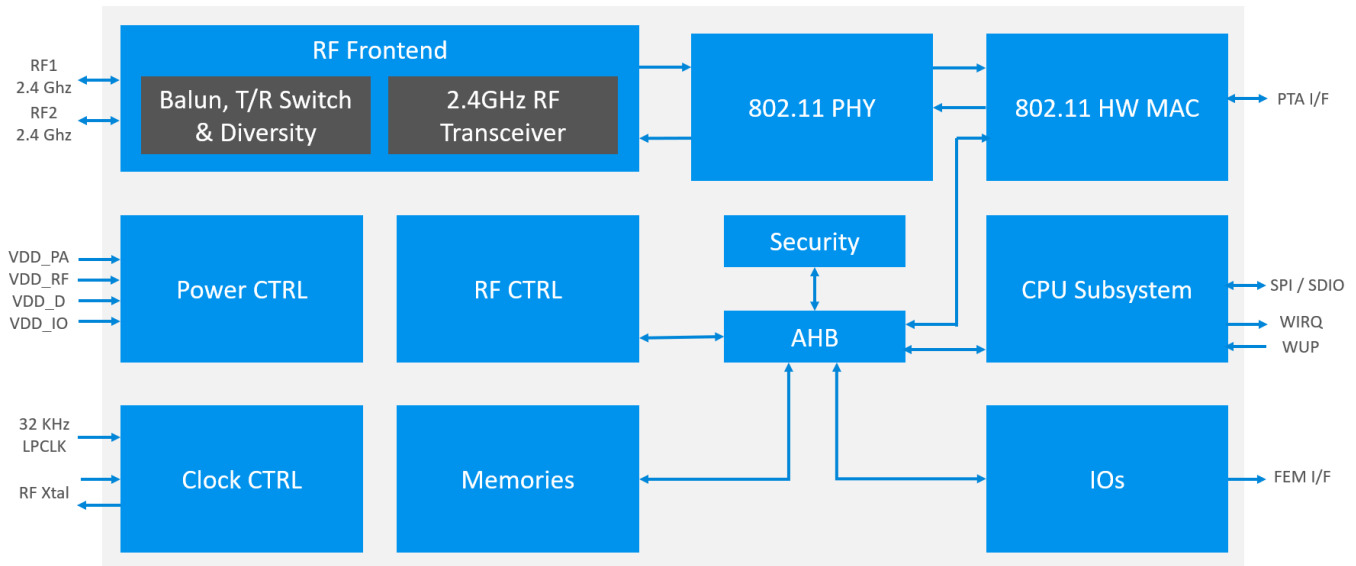 RF1
2.4 Ghz
RF2
2.4 Ghz
RF Frontend
Balun, T/R Switch
& Diversity
2.4GHz RF
Transceiver
802.11 PHY
802.11 HW MAC
PTA I/F
VDD_PA
VDD_RF
VDD_D
VDD_IO
Power CTRL
RF CTRL
Security
AHB
CPU Subsystem
SPI / SDIO
WIRQ
WUP
32 KHz
LPCLK
RF Xtal
Clock CTRL
Memories
IOs
FEM I/F